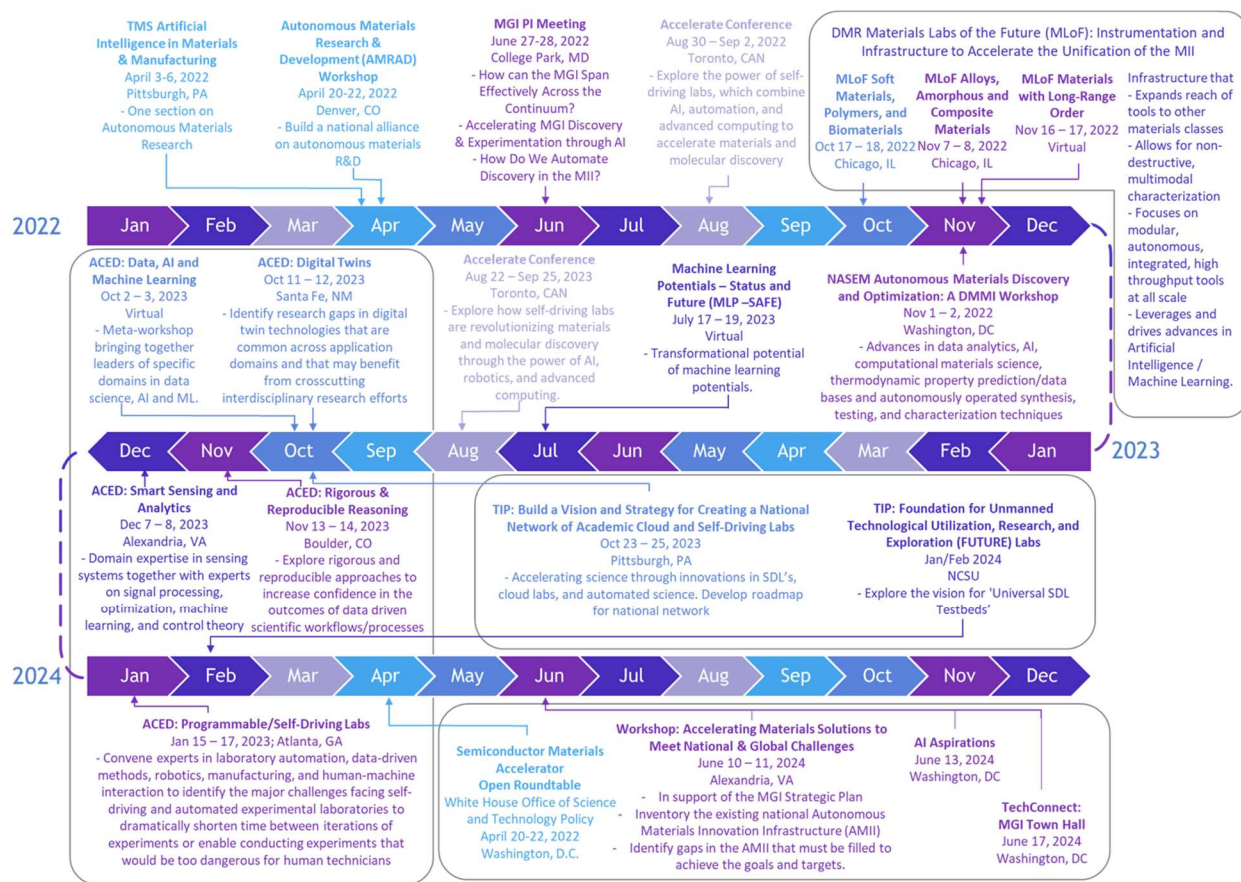 TMS Artificial
Intelligence in Materials
& Manufacturing
April 3-6, 2022
Pittsburg, PA
- One section on
Autonomous Materials
Research
Autonomous Materials
Research &
Development (AMRAD)
Workshop
April 20-22, 2022
Denver, CO
- Build a national alliance
on autonomous materials
R&D
MGI PI Meeting
June 27-28, 2022
College Park, MD
- How can the MGI Span
Effectively Across the
Continuum?
- Accelerating MGI Discovery
& Experimentation through AI
- How Do We Automate
Discovery in the MII?
Accelerate Conference
Aug 30 – Sep 2, 2022
Toronto, CAN
- Explore the power of self-
driving labs, which combine
AI, automation, and
advanced computing to
accelerate materials and
molecular discovery
DMR Materials Labs of the Future (MLoF): Instrumentation and
Infrastructure to Accelerate the Unification of the MII
MLoF Soft
Materials,
Polymers, and
Biomaterials
Oct 17 – 18, 2022
Chicago, IL
MLoF Alloys,
Amorphous and
Composite
Materials
Nov 7 – 8, 2022
Chicago, IL
MLoF Materials
with Long-Range
Order
Nov 16 – 17, 2022
Virtual
Infrastructure that
- Expands reach of
tools to other
materials classes
- Allows for non-
destructive,
multimodal
characterization
- Focuses on
modular,
autonomous,
integrated, high
throughput tools
at all scale
- Leverages and
drives advances in
Artificial
Intelligence /
Machine Learning.
2022
Jan Feb Mar Apr May Jun Jul Aug Sep Oct Nov Dec
ACED: Data, AI and
Machine Learning
Oct 2 – 3, 2023
Virtual
- Meta-workshop
bringing together
leaders of specific
domains in data
science, AI and ML.
ACED: Digital Twins
Oct 11 – 12, 2023
Santa Fe, NM
- Identify research gaps in digital
twin technologies that are
common across application
domains and that may benefit
from crosscutting
interdisciplinary research efforts
Accelerate Conference
Aug 22 – Sep 25, 2023
Toronto, CAN
- Explore how self-driving labs
are revolutionizing materials
and molecular discovery
through the power of AI,
robotics, and advanced
computing.
Machine Learning
Potentials – Status and
Future (MLP –SAFE)
July 17 – 19, 2023
Virtual
- Transformational potential
of machine learning
potentials.
NASEM Autonomous Materials Discovery
and Optimization: A DMMI Workshop
Nov 1 – 2, 2022
Washington, DC
- Advances in data analytics, AI,
computational materials science,
thermodynamic property prediction/data
bases and autonomously operated synthesis,
testing, and characterization techniques
Dec Nov Oct Sep Aug Jul Jun May Apr Mar Feb Jan
2023
ACED: Smart Sensing and
Analytics
Dec 7 – 8, 2023
Alexandria, VA
- Domain expertise in sensing
systems together with experts
on signal processing,
optimization, machine
learning, and control theory
ACED: Rigorous &
Reproducible Reasoning
Nov 13 – 14, 2023
Boulder, CO
- Explore rigorous and
reproducible approaches to
increase confidence in the
outcomes of data driven
scientific workflows/processes
TIP: Build a Vision and Strategy for Creating a National
Network of Academic Cloud and Self-Driving Labs
Oct 23 – 25, 2023
Pittsburg, PA
- Accelerating science through innovations in SDL's,
cloud labs, and automated science. Develop roadmap
for national network
TIP: Foundation for Unmanned
Technological Utilization, Research, and
Exploration (FUTURE) Labs
Jan/Feb 2024
NCSU
- Explore the vision for 'Universal SDL
Testbeds'
2024
Jan Feb Mar Apr May Jun Jul Aug Sep Oct Nov Dec
ACED: Programmable/Self-Driving Labs
Jan 15 – 17, 2023; Atlanta, GA
- Convene experts in laboratory automation, data-driven
methods, robotics, manufacturing, and human-machine
interaction to identify the major challenges facing self-
driving and automated experimental laboratories to
dramatically shorten time between iterations of
experiments or enable conducting experiments that
would be too dangerous for human technicians
Semiconductor Materials
Accelerator
Open Roundtable
White House Office of Science
and Technology Policy
April 20-22, 2022
Washington, D.C.
Workshop: Accelerating Materials Solutions to
Meet National & Global Challenges
June 10 – 11, 2024
Alexandria, VA
- In support of the MGI Strategic Plan
- Inventory the existing national Autonomous
Materials Innovation Infrastructure (AMII)
- Identify gaps in the AMII that must be filled to
achieve the goals and targets.
AI Aspirations
June 13, 2024
Washington, DC
TechConnect:
MGI Town Hall
June 17, 2024
Washington, DC